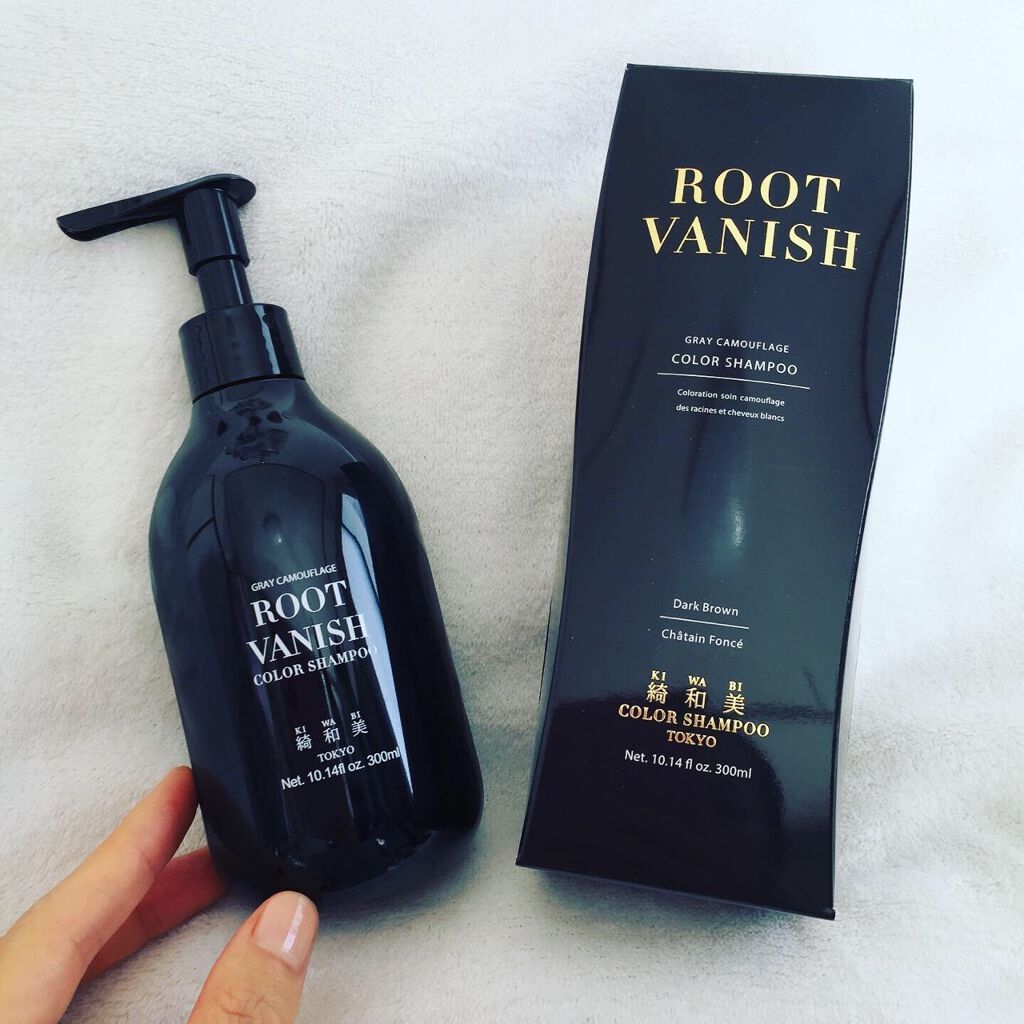 GRAY CAMOUFLAGE
ROOT
VANISH
COLOR SHAMPOO
KI WA BI
綺和美
TOKYO
Net. 10.14fl oz. 300ml
ROOT
VANISH
GRAY CAMOUFLAGE
COLOR SHAMPOO
Coloration soin camouflage
des racines et cheveux blancs
Dark Brown
Châtain Foncé
KI WA BI
綺和美
COLOR SHAMPOO
TOKYO
Net. 10.14 fl oz. 300ml